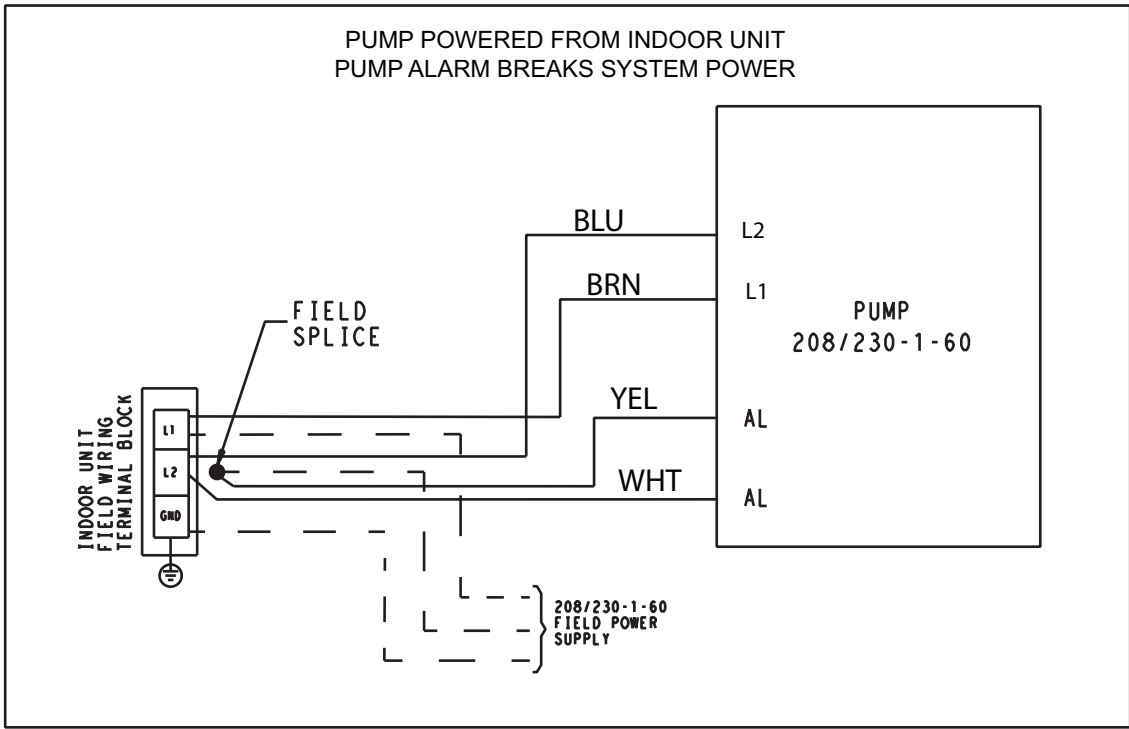 PUMP POWERED FROM INDOOR UNIT
PUMP ALARM BREAKS SYSTEM POWER
BLU
L2
BRN
L1
PUMP
208/230-1-60
FIELD
SPLICE
YEL
AL
WHT
AL
INDOOR UNIT
FIELD WIRING
TERMINAL BLOCK
L1
L2
GND
208/230-1-60
FIELD POWER
SUPPLY